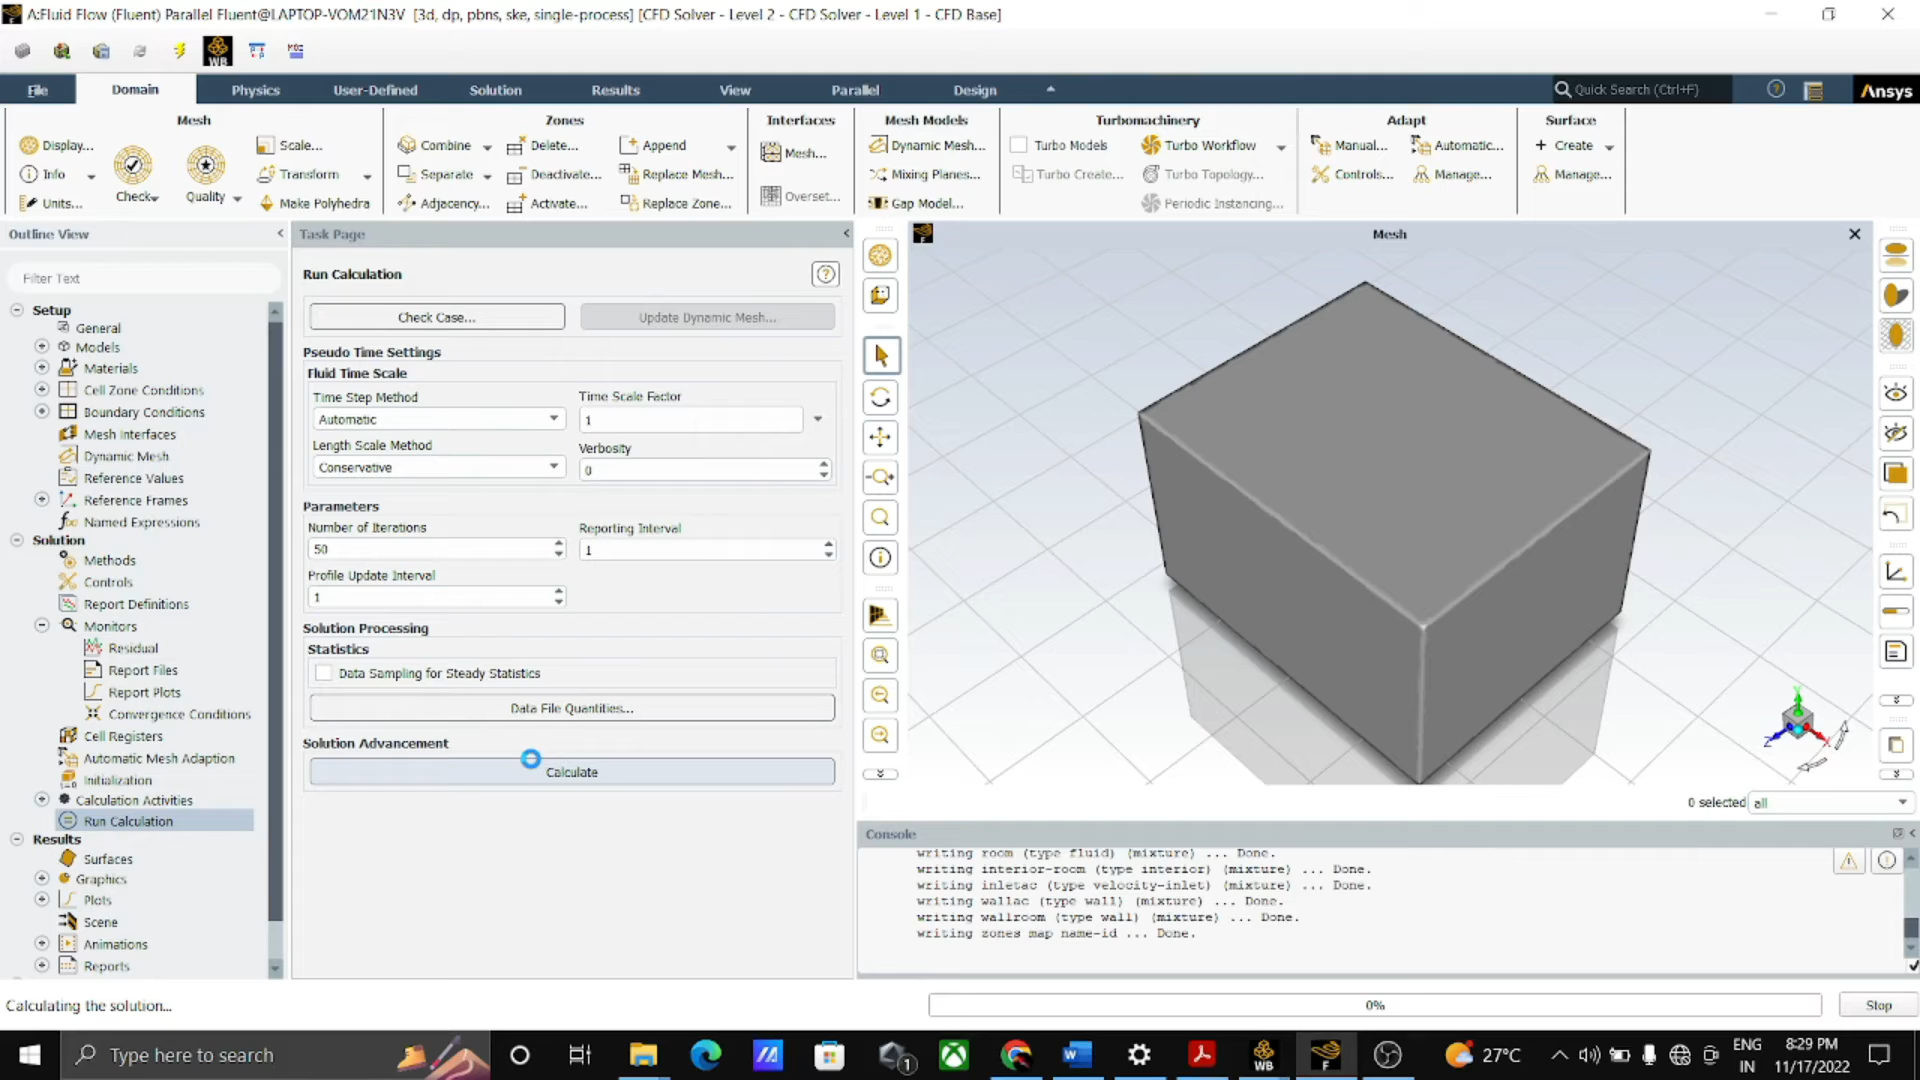 A:Fluid Flow (Fluent) Parallel Fluent@LAPTOP-VOM21N3V [3d, dp, pbns, ske, single-process] [CFD Solver - Level 2 - CFD Solver - Level 1 - CFD Base]
WB
File Domain Physics User-Defined Solution Results View Parallel Design Quick Search (Ctrl+F) Ansys
Mesh
Display...
Info
Units...
Check
Quality
Scale...
Transform
Make Polyhedra
Zones
Combine
Separate
Adjacency...
Delete...
Deactivate...
Activate...
Append
Replace Mesh...
Replace Zone...
Interfaces
Mesh...
Overset...
Mesh Models
Dynamic Mesh...
Mixing Planes...
Gap Model...
Turbomachinery
Turbo Models
Turbo Create...
Turbo Workflow
Turbo Topology...
Periodic Instancing...
Adapt
Manual...
Controls...
Automatic...
Manage...
Surface
+ Create
Manage...
Outline View
Filter Text
Setup
General
Models
Materials
Cell Zone Conditions
Boundary Conditions
Mesh Interfaces
Dynamic Mesh
Reference Values
Reference Frames
Named Expressions
Solution
Methods
Controls
Report Definitions
Monitors
Residual
Report Files
Report Plots
Convergence Conditions
Cell Registers
Automatic Mesh Adaption
Initialization
Calculation Activities
Run Calculation
Results
Surfaces
Graphics
Plots
Scene
Animations
Reports
Task Page
Run Calculation
Check Case... Update Dynamic Mesh...
Pseudo Time Settings
Fluid Time Scale
Time Step Method Time Scale Factor
Automatic 1
Length Scale Method Verbosity
Conservative 0
Parameters
Number of Iterations Reporting Interval
50 1
Profile Update Interval
1
Solution Processing
Statistics
Data Sampling for Steady Statistics
Data File Quantities...
Solution Advancement
Calculate
Mesh
Y
Z X
0 selected all
Console
writing room (type fluid) (mixture) ... Done.
writing interior-room (type interior) (mixture) ... Done.
writing inletac (type velocity-inlet) (mixture) ... Done.
writing wallac (type wall) (mixture) ... Done.
writing wallroom (type wall) (mixture) ... Done.
writing zones map name-id ... Done.
Calculating the solution... 0% Stop
Type here to search
1
WB
F
27°C
ENG
IN
8:29 PM
11/17/2022